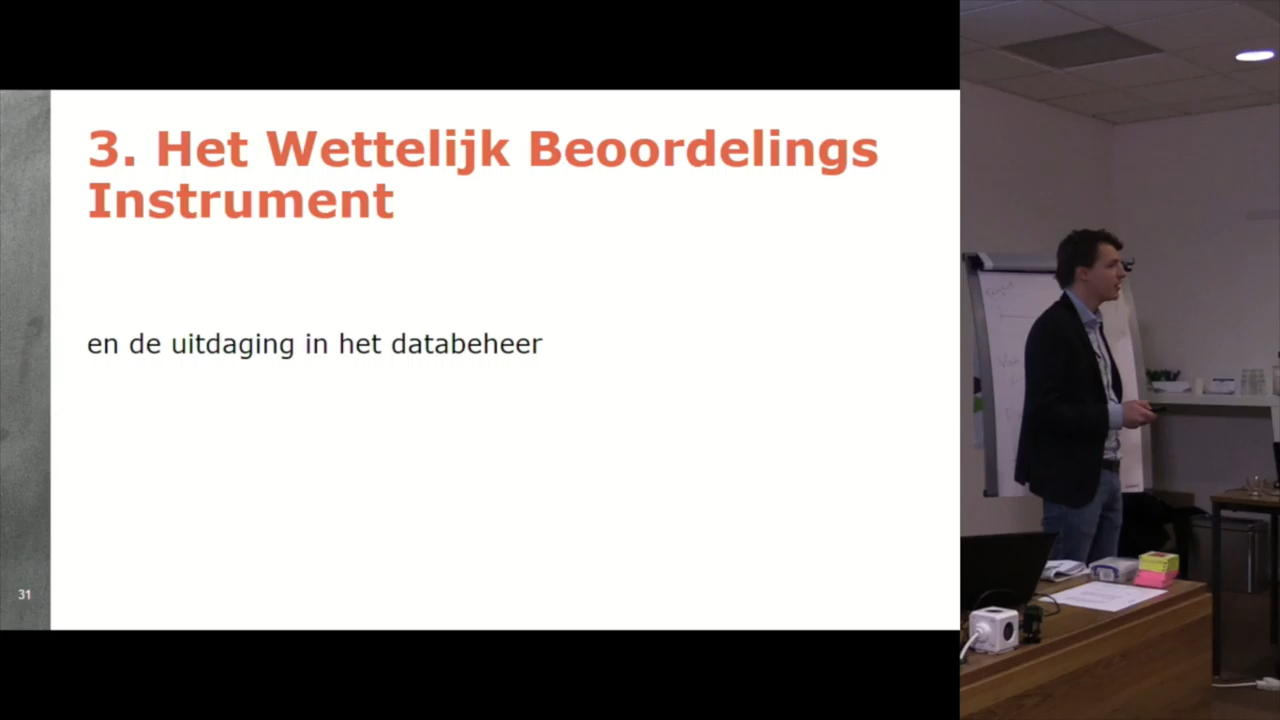 3. Het Wettelijk Beoordelings
Instrument
en de uitdaging in het databeheer
31